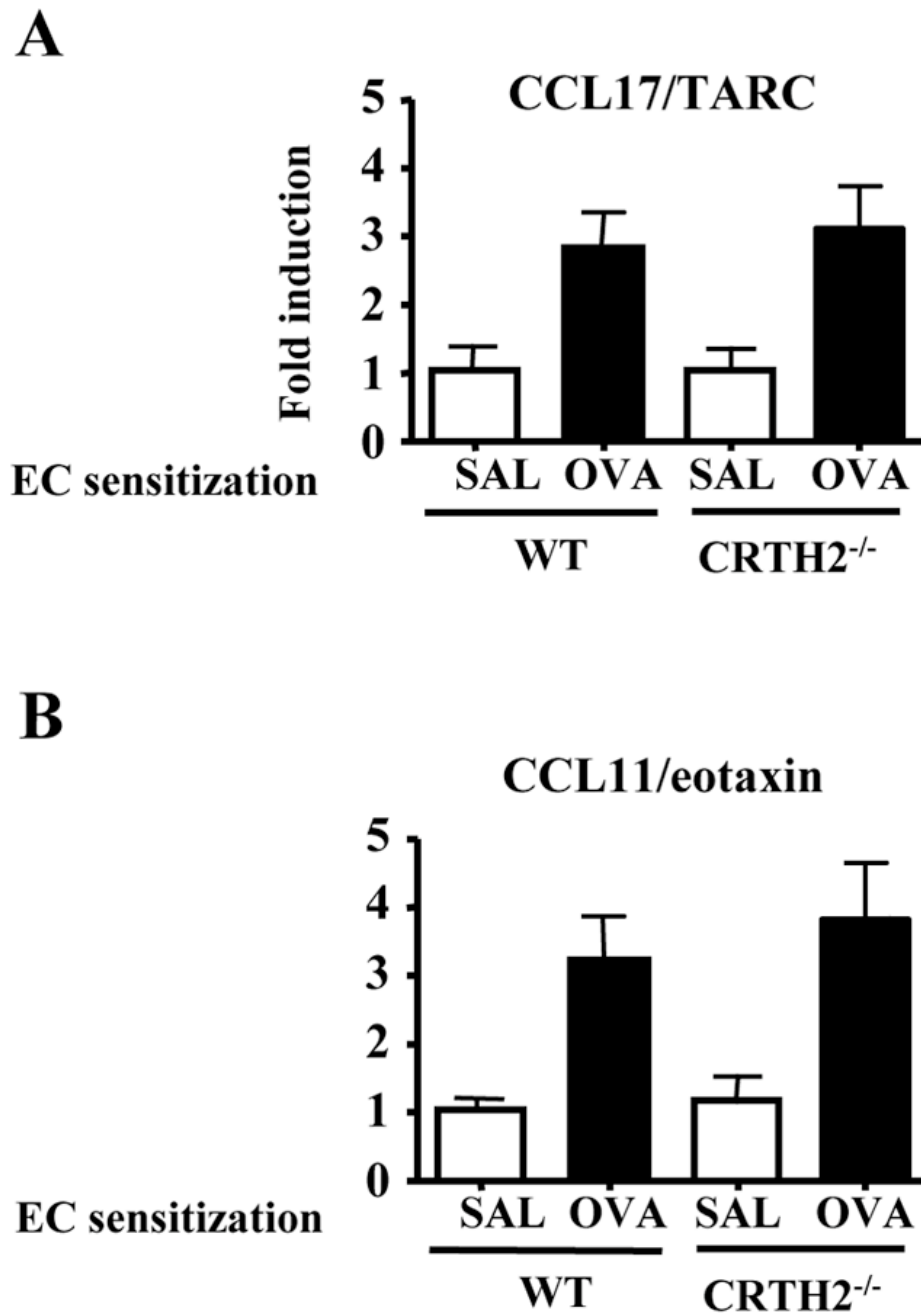 A
CCL17/TARC
Fold induction
5
4
3
2
1
0
EC sensitization SAL OVA SAL OVA
WT CRTH2-/-
B
CCL11/eotaxin
5
4
3
2
1
0
EC sensitization SAL OVA SAL OVA
WT CRTH2-/-